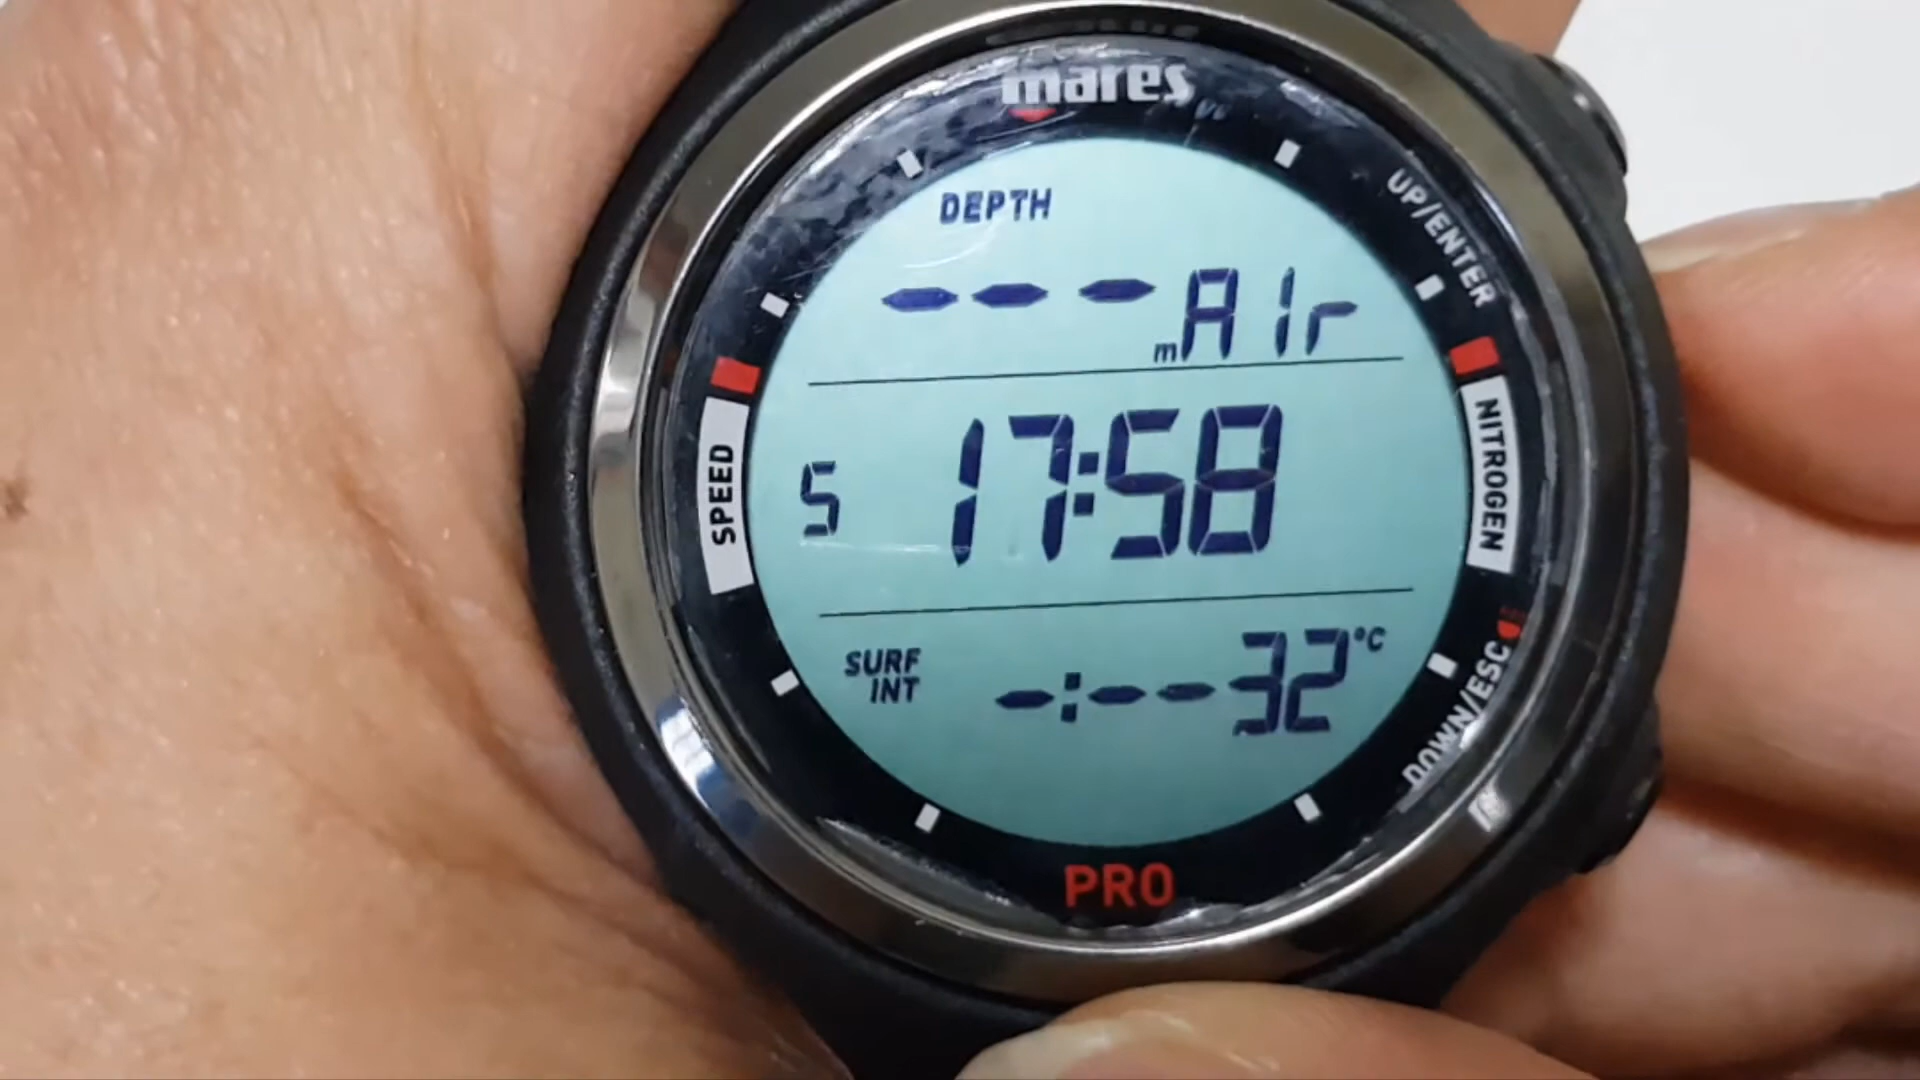 mares
DEPTH
--- m AIr
S 17:58
SURF INT -:-- 32 °C
SPEED
UP/ENTER
NITROGEN
DOWN/ESC
PRO